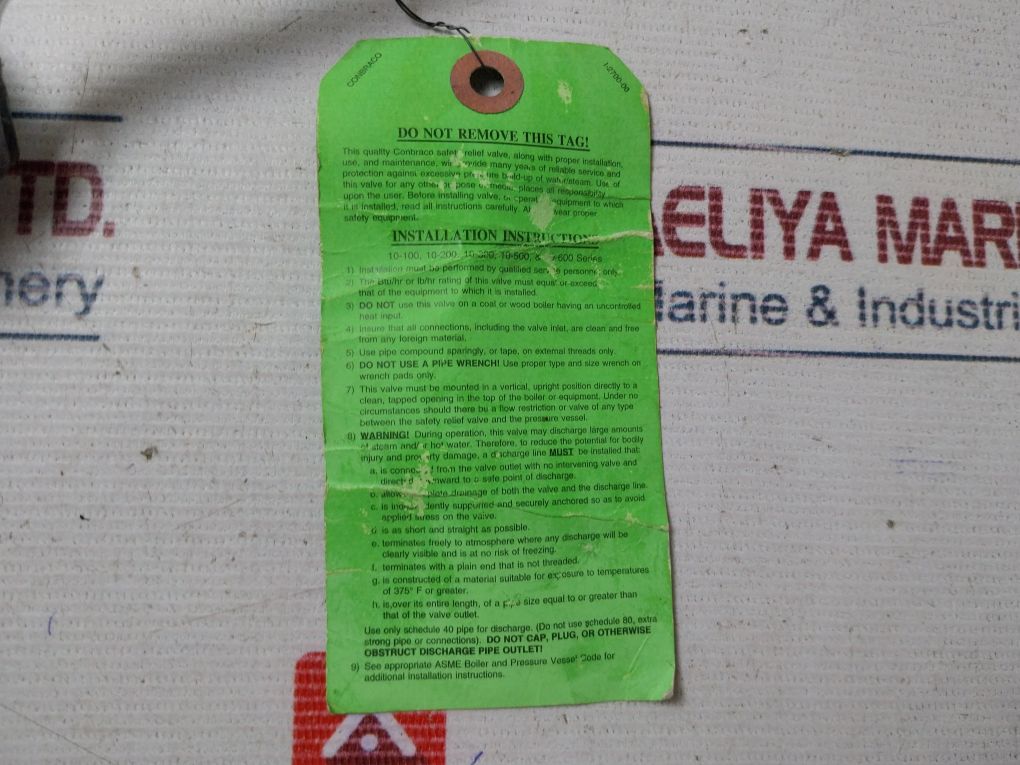 CONBRACO
1-2700-00
DO NOT REMOVE THIS TAG!
This quality Conbraco safety relief valve, along with proper installation,
use, and maintenance, will provide many years of reliable service and
protection against excessive pressure build-up of water/steam. Use of
this valve for any other purpose or media, places all responsibility
upon the user. Before installing valve, or operating equipment to which
it is installed, read all instructions carefully. wear proper
safety equipment.
INSTALLATION INSTRUCTIONS
10-100, 10-200, 10-300, 10-500, & 600 Series
1) Installation must be performed by qualified service personnel only.
2) The Btu/hr or lb/hr rating of this valve must equal or exceed
that of the equipment to which it is installed.
3) DO NOT use this valve on a coal or wood boiler having an uncontrolled
heat input.
4) Insure that all connections, including the valve inlet, are clean and free
from any foreign material.
5) Use pipe compound sparingly, or tape, on external threads only.
6) DO NOT USE A PIPE WRENCH! Use proper type and size wrench on
wrench pads only.
7) This valve must be mounted in a vertical, upright position directly to a
clean, tapped opening in the top of the boiler or equipment. Under no
circumstances should there be a flow restriction or valve of any type
between the safety relief valve and the pressure vessel.
8) WARNING! During operation, this valve may discharge large amounts
of steam and/or hot water. Therefore, to reduce the potential for bodily
injury and property damage, a discharge line MUST be installed that:
a. is connected from the valve outlet with no intervening valve and
directed downward to a safe point of discharge.
b. allows complete drainage of both the valve and the discharge line.
c. is independently supported and securely anchored so as to avoid
applied stress on the valve.
d. is as short and straight as possible.
e. terminates freely to atmosphere where any discharge will be
clearly visible and is at no risk of freezing.
f. terminates with a plain end that is not threaded.
g. is constructed of a material suitable for exposure to temperatures
of 375° F or greater.
h. is,over its entire length, of a pipe size equal to or greater than
that of the valve outlet.
Use only schedule 40 pipe for discharge. (Do not use schedule 80, extra
strong pipe or connections). DO NOT CAP, PLUG, OR OTHERWISE
OBSTRUCT DISCHARGE PIPE OUTLET!
9) See appropriate ASME Boiler and Pressure Vessel Code for
additional installation instructions.
TD.
nery
AELIYA MARI
Marine & Industri